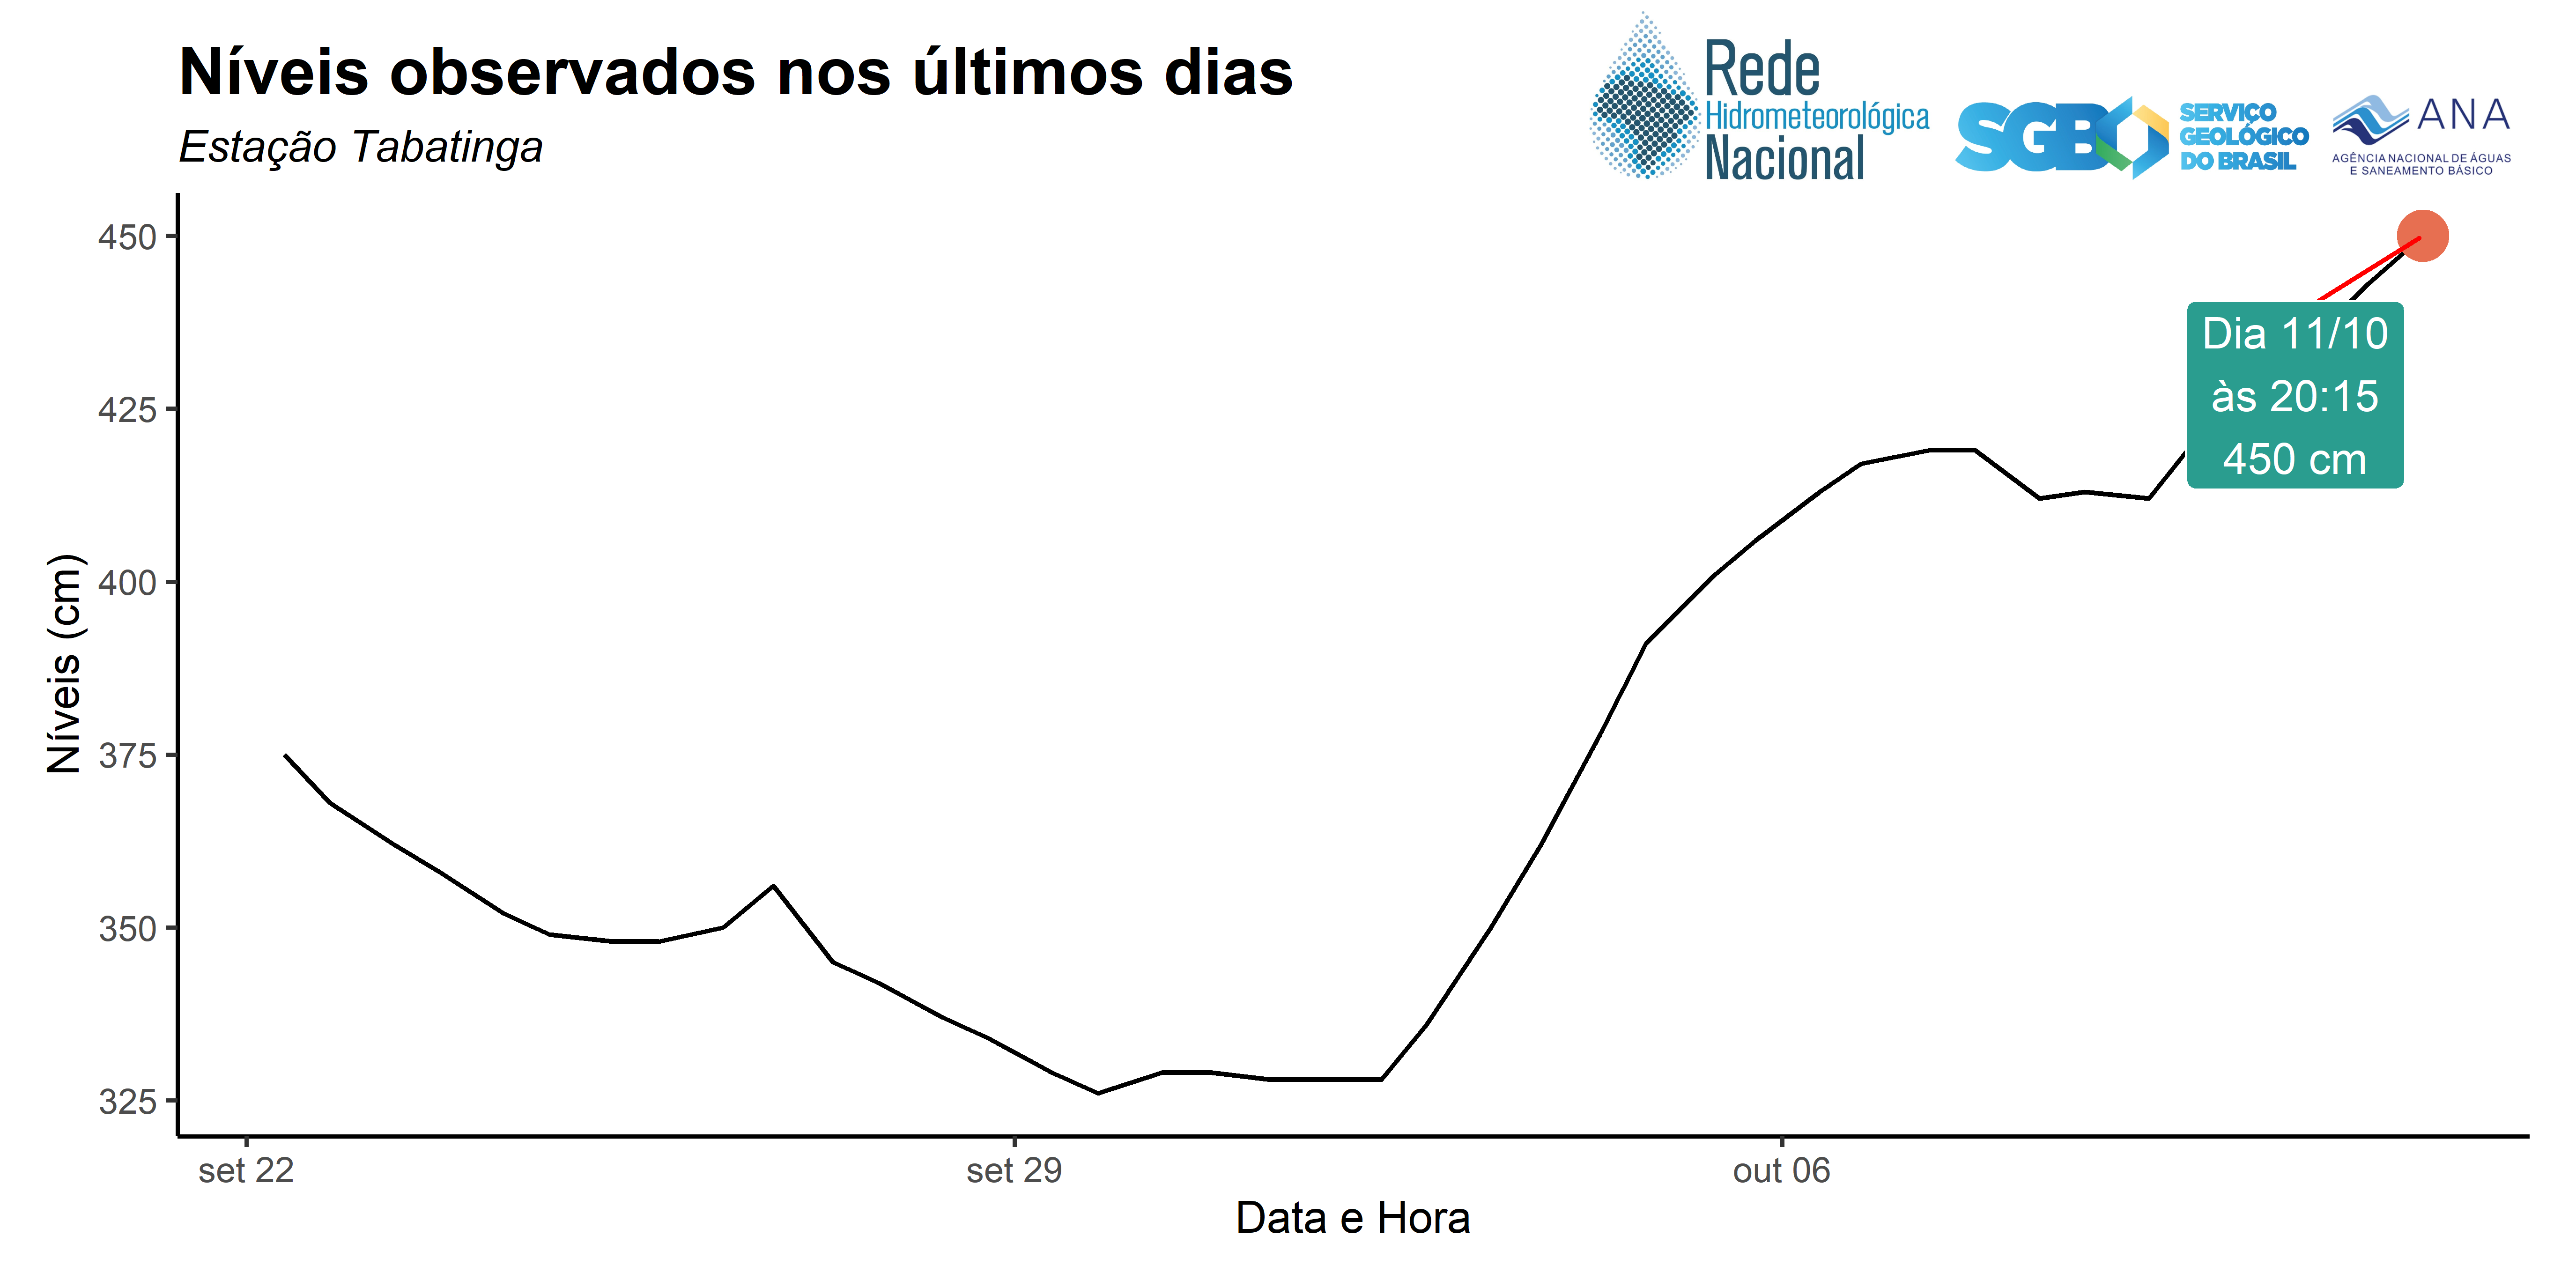 Níveis observados nos últimos dias
Estação Tabatinga
Rede
Hidrometeorológica
Nacional
SGB
SERVIÇO
GEOLÓGICO
DO BRASIL
ANA
AGÊNCIA NACIONAL DE ÁGUAS
E SANEAMENTO BÁSICO
450
425
400
375
350
325
Níveis (cm)
Dia 11/10
às 20:15
450 cm
set 22
set 29
out 06
Data e Hora